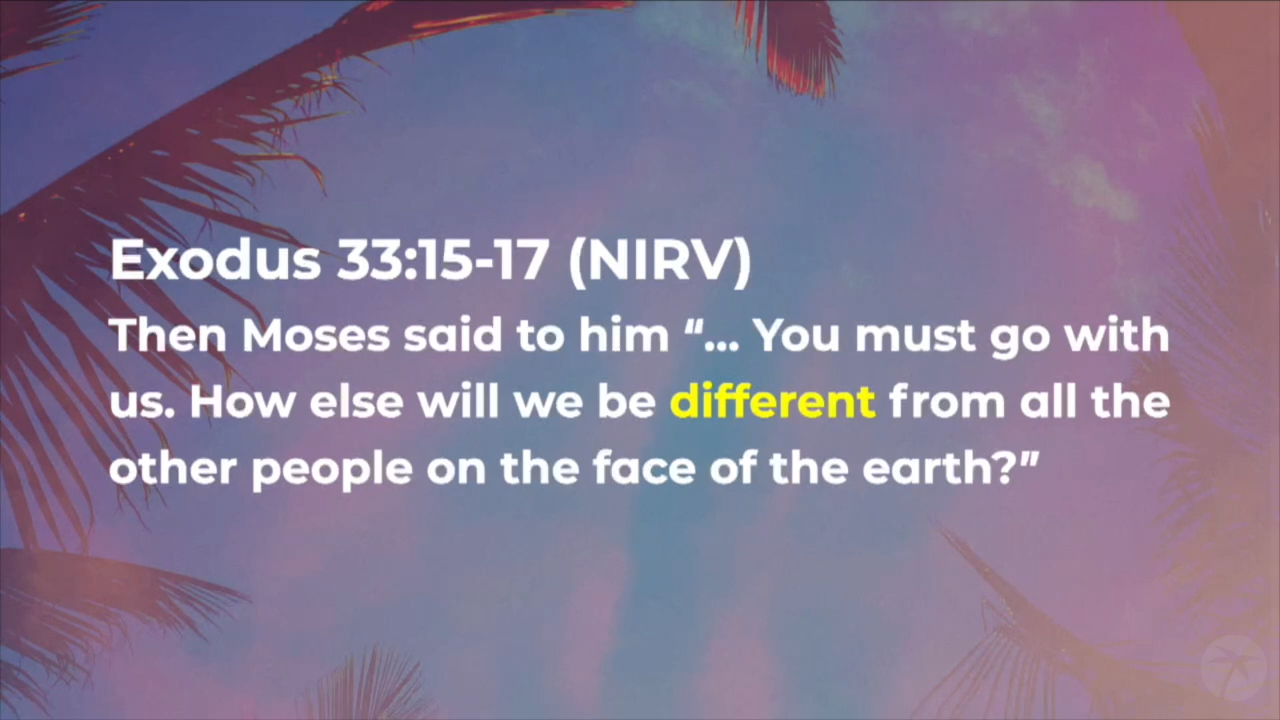 Exodus 33:15-17 (NIRV)
Then Moses said to him “... You must go with
us. How else will we be different from all the
other people on the face of the earth?”